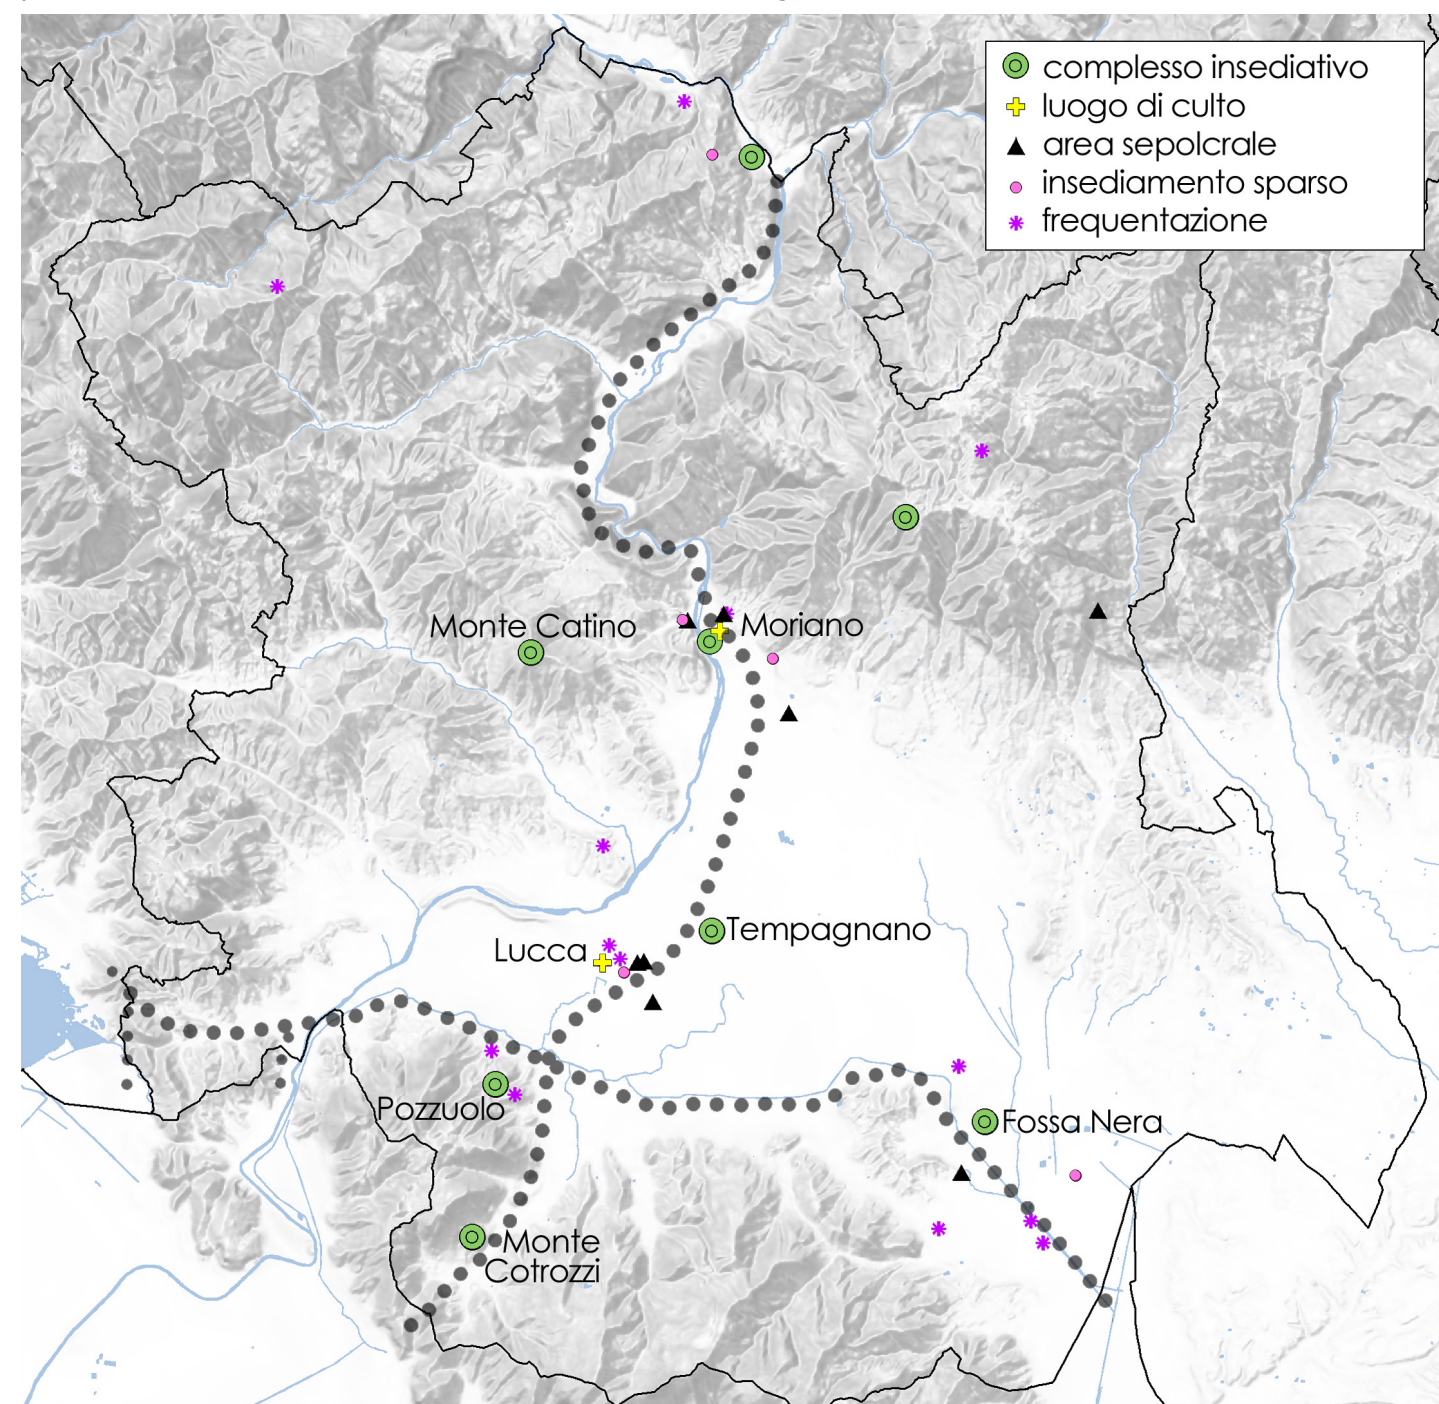 complesso insediativo
luogo di culto
area sepolcrale
insediamento sparso
frequentazione
Monte Catino
Moriano
Tempagnano
Lucca
Pozzuolo
Fossa Nera
Monte
Cotrozzi